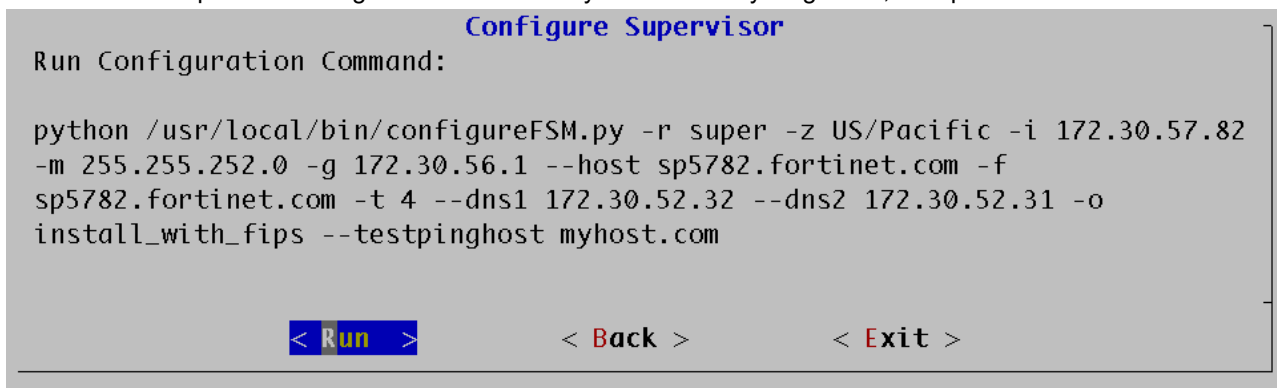 Configure Supervisor
Run Configuration Command:
python /usr/local/bin/configureFSM.py -r super -z US/Pacific -i 172.30.57.82
-m 255.255.252.0 -g 172.30.56.1 --host sp5782.fortinet.com -f
sp5782.fortinet.com -t 4 --dns1 172.30.52.32 --dns2 172.30.52.31 -o
install_with_fips --testpinghost myhost.com
< Run > < Back > < Exit >